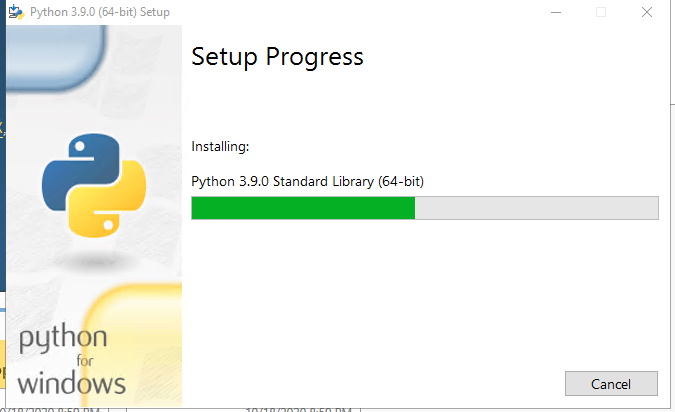 Python 3.9.0 (64-bit) Setup
Setup Progress
Installing:
Python 3.9.0 Standard Library (64-bit)
python
for
windows
Cancel